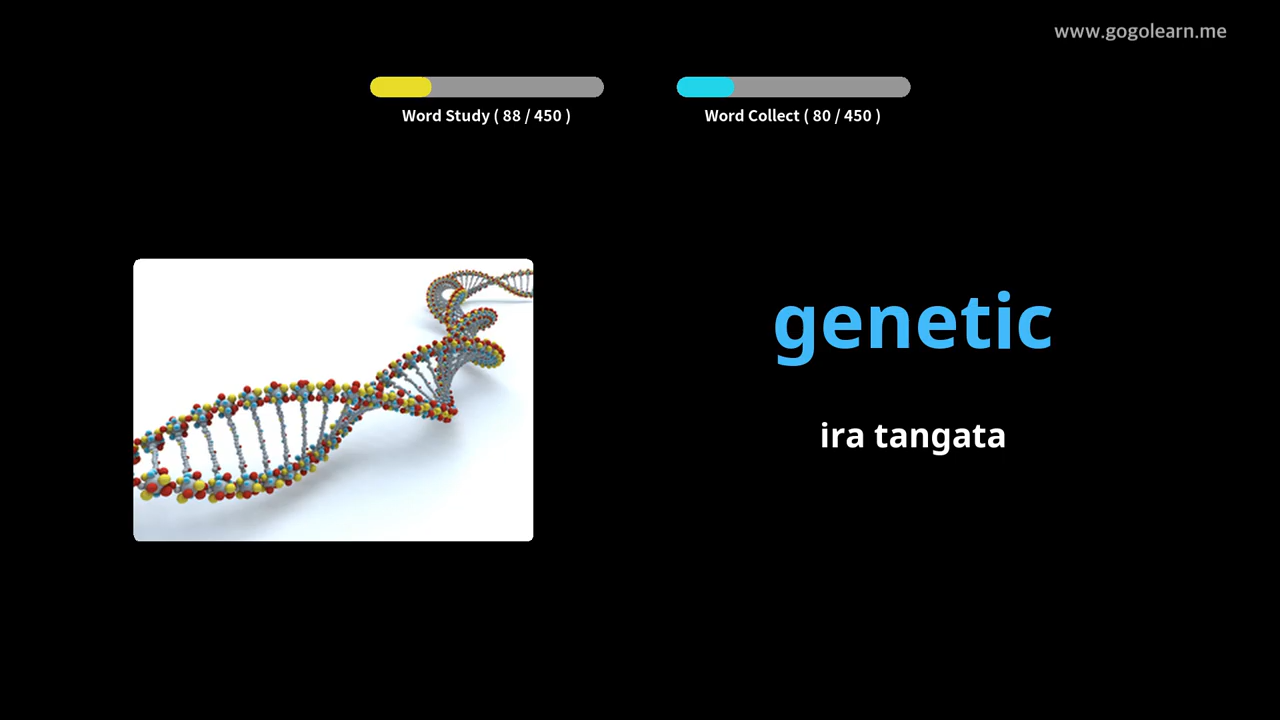 www.gogolearn.me
Word Study ( 88 / 450 )
Word Collect ( 80 / 450 )
genetic
ira tangata